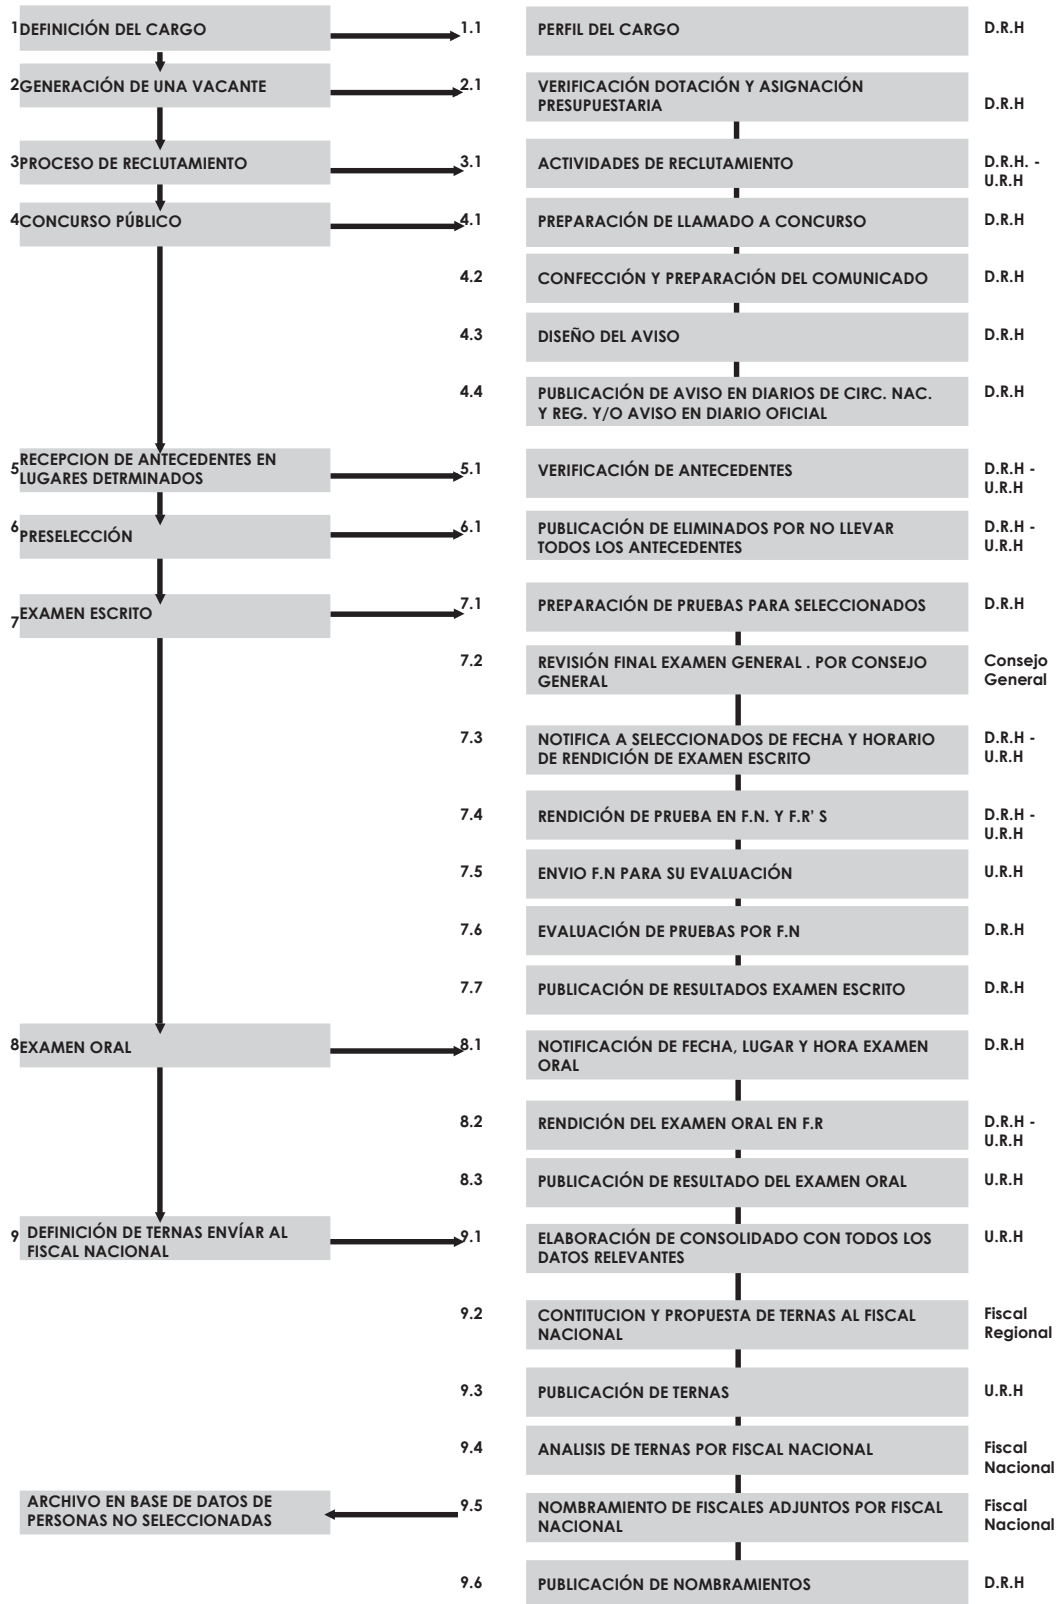 1 DEFINICIÓN DEL CARGO
1.1 PERFIL DEL CARGO D.R.H
2 GENERACIÓN DE UNA VACANTE
2.1 VERIFICACIÓN DOTACIÓN Y ASIGNACIÓN
PRESUPUESTARIA D.R.H
3 PROCESO DE RECLUTAMIENTO
3.1 ACTIVIDADES DE RECLUTAMIENTO D.R.H. -
U.R.H
4 CONCURSO PÚBLICO
4.1 PREPARACIÓN DE LLAMADO A CONCURSO D.R.H
4.2 CONFECCIÓN Y PREPARACIÓN DEL COMUNICADO D.R.H
4.3 DISEÑO DEL AVISO D.R.H
4.4 PUBLICACIÓN DE AVISO EN DIARIOS DE CIRC. NAC. D.R.H
Y REG. Y/O AVISO EN DIARIO OFICIAL
5 RECEPCION DE ANTECEDENTES EN
LUGARES DETRMINADOS
5.1 VERIFICACIÓN DE ANTECEDENTES D.R.H -
U.R.H
6 PRESELECCIÓN
6.1 PUBLICACIÓN DE ELIMINADOS POR NO LLEVAR D.R.H -
TODOS LOS ANTECEDENTES U.R.H
7 EXAMEN ESCRITO
7.1 PREPARACIÓN DE PRUEBAS PARA SELECCIONADOS D.R.H
7.2 REVISIÓN FINAL EXAMEN GENERAL . POR CONSEJO Consejo
GENERAL General
7.3 NOTIFICA A SELECCIONADOS DE FECHA Y HORARIO D.R.H -
DE RENDICIÓN DE EXAMEN ESCRITO U.R.H
7.4 RENDICIÓN DE PRUEBA EN F.N. Y F.R' S D.R.H -
U.R.H
7.5 ENVIO F.N PARA SU EVALUACIÓN U.R.H
7.6 EVALUACIÓN DE PRUEBAS POR F.N D.R.H
7.7 PUBLICACIÓN DE RESULTADOS EXAMEN ESCRITO D.R.H
8 EXAMEN ORAL
8.1 NOTIFICACIÓN DE FECHA, LUGAR Y HORA EXAMEN D.R.H
ORAL
8.2 RENDICIÓN DEL EXAMEN ORAL EN F.R D.R.H -
U.R.H
8.3 PUBLICACIÓN DE RESULTADO DEL EXAMEN ORAL U.R.H
9 DEFINICIÓN DE TERNAS ENVÍAR AL
FISCAL NACIONAL
9.1 ELABORACIÓN DE CONSOLIDADO CON TODOS LOS U.R.H
DATOS RELEVANTES
9.2 CONTITUCION Y PROPUESTA DE TERNAS AL FISCAL Fiscal
NACIONAL Regional
9.3 PUBLICACIÓN DE TERNAS U.R.H
9.4 ANALISIS DE TERNAS POR FISCAL NACIONAL Fiscal
Nacional
ARCHIVO EN BASE DE DATOS DE
PERSONAS NO SELECCIONADAS
9.5 NOMBRAMIENTO DE FISCALES ADJUNTOS POR FISCAL Fiscal
NACIONAL Nacional
9.6 PUBLICACIÓN DE NOMBRAMIENTOS D.R.H